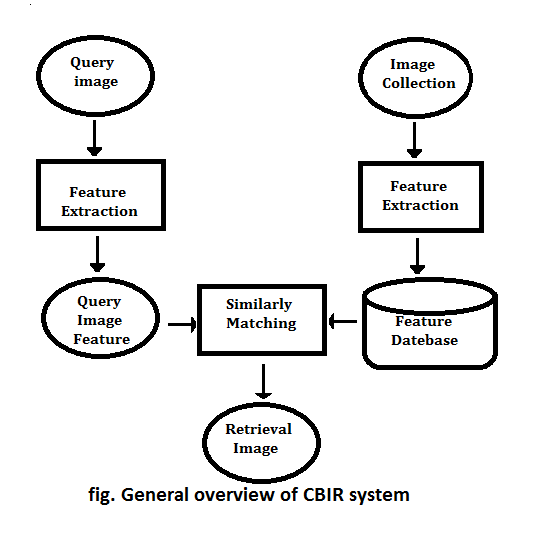 Query
image
Image
Collection
Feature
Extraction
Feature
Extraction
Query
Image
Feature
Similarly
Matching
Feature
Datebase
Retrieval
Image
fig. General overview of CBIR system